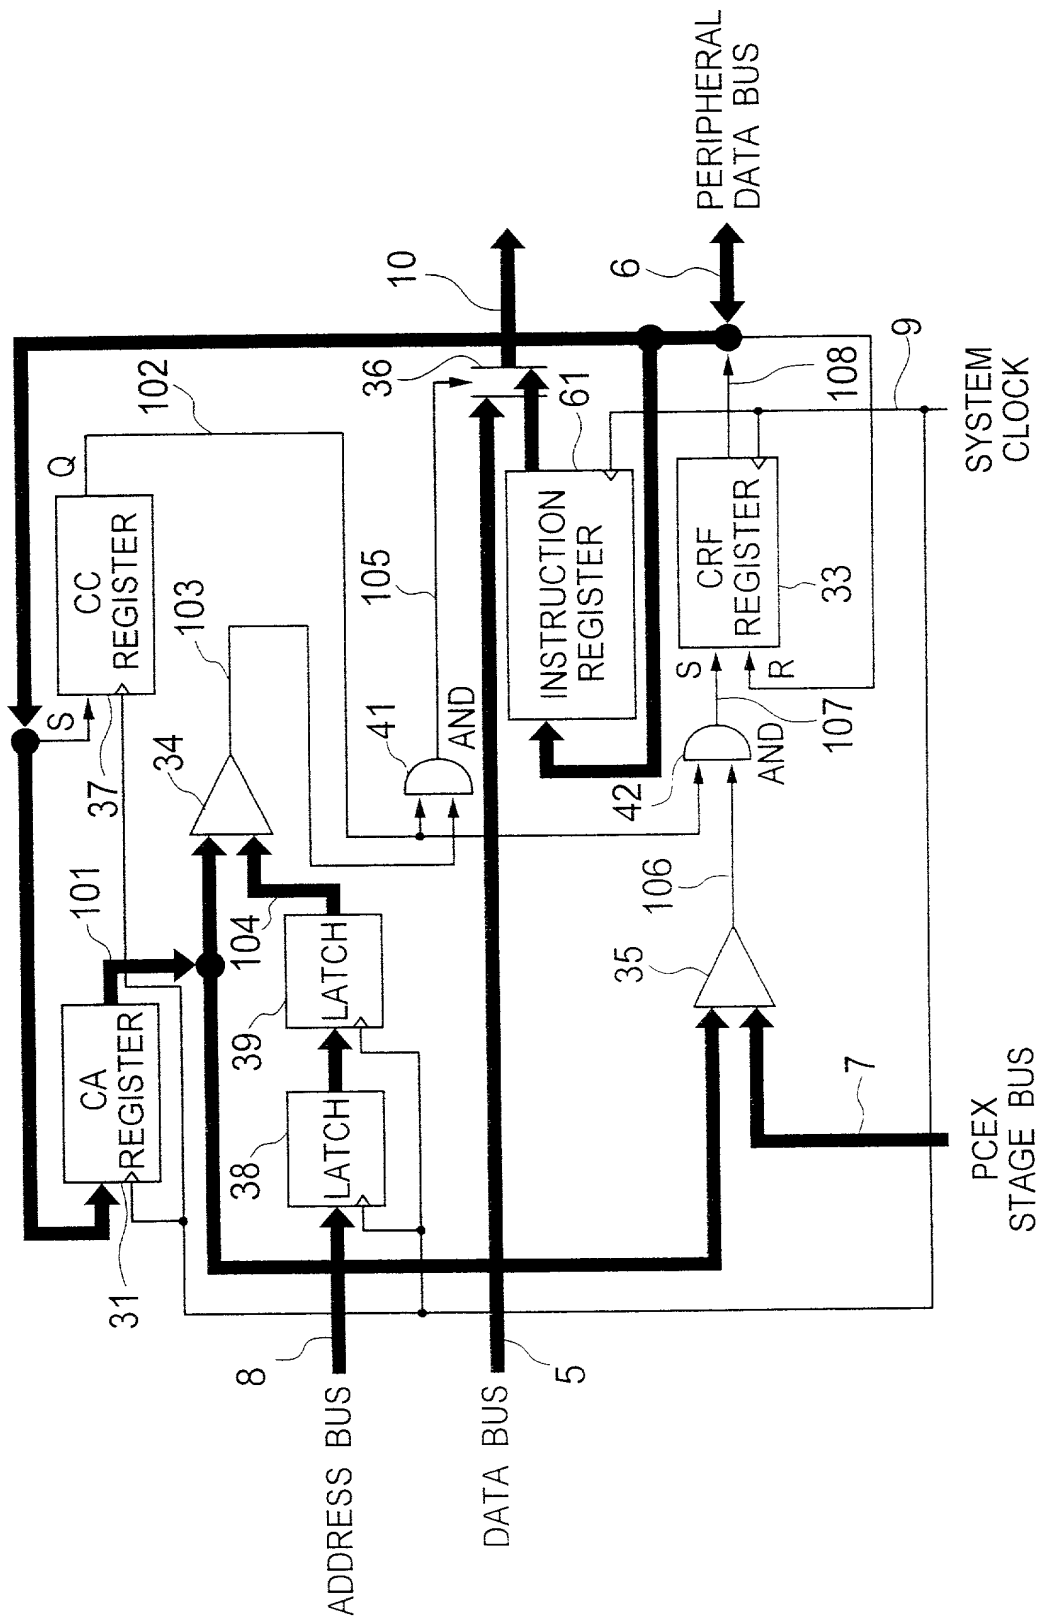 101
CA
REGISTER
31
S
37
CC
REGISTER
Q
102
34
103
104
39
LATCH
38
LATCH
8
ADDRESS BUS
41
AND
105
36
10
DATA BUS
5
INSTRUCTION
REGISTER
61
42
AND
107
S
R
CRF
REGISTER
33
108
6
PERIPHERAL
DATA BUS
35
106
7
PCEX
STAGE BUS
9
SYSTEM
CLOCK